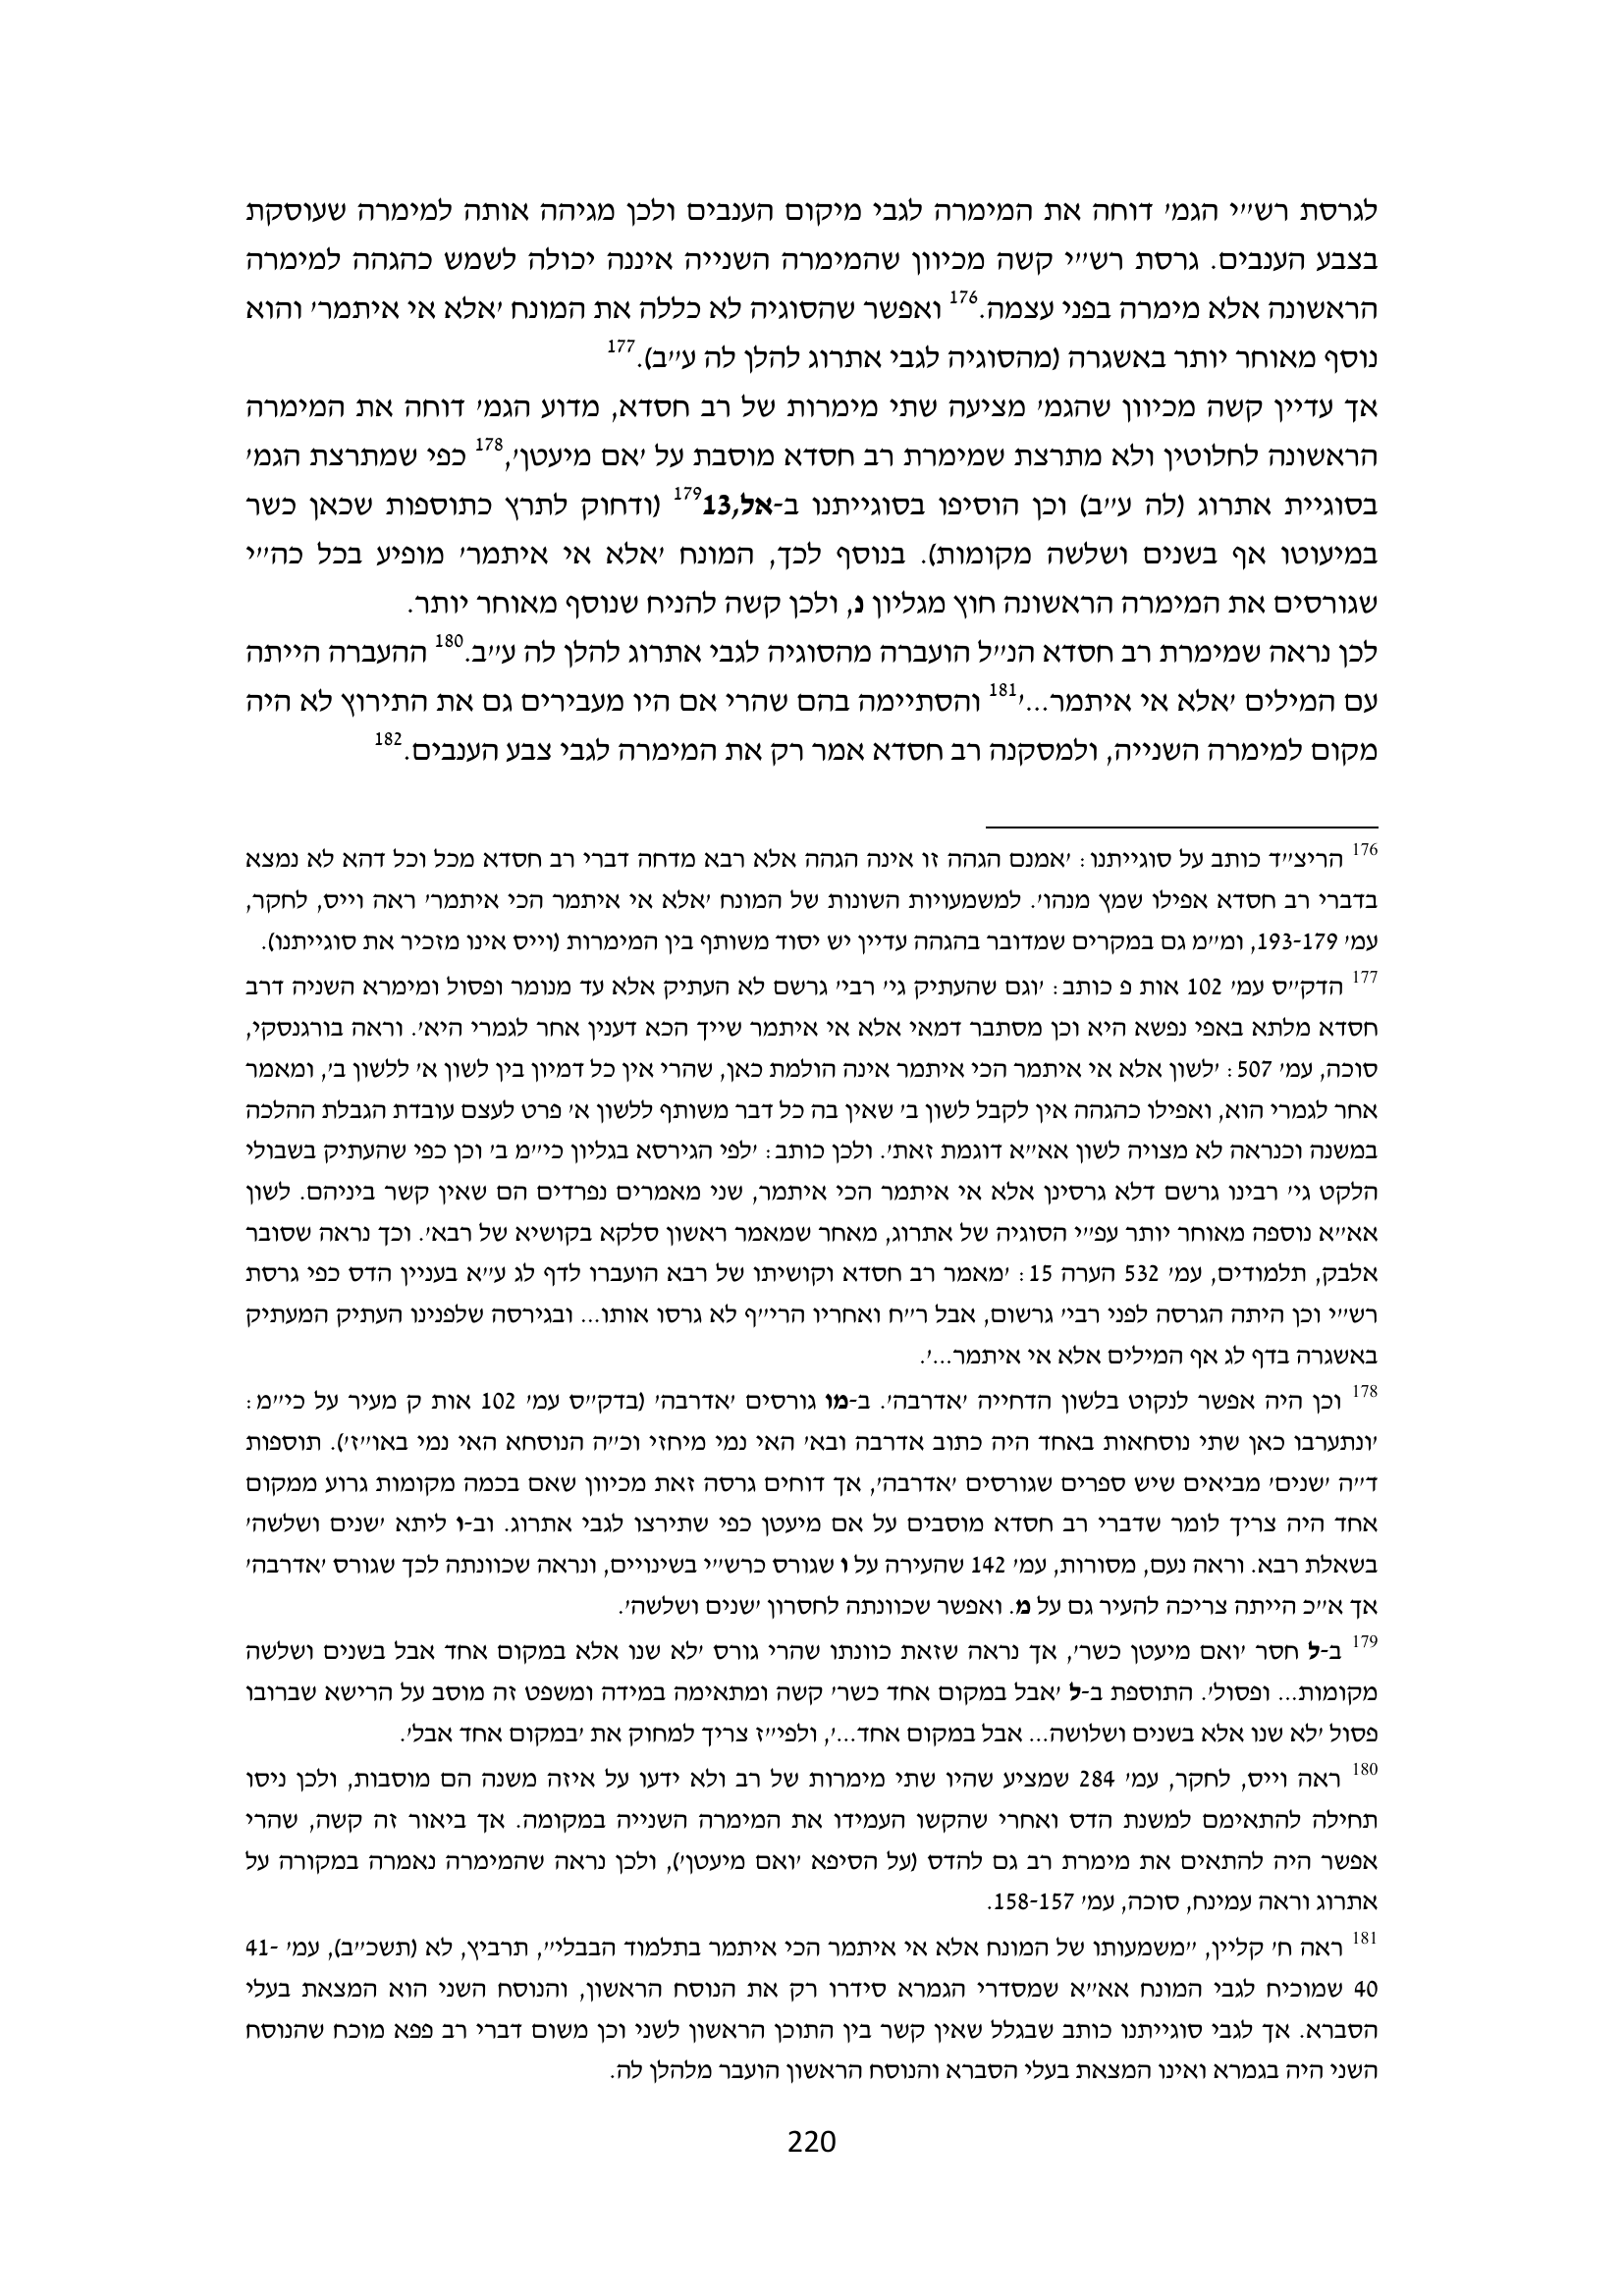 לגרסת רש״י הגמ׳ דוחה את המימרה לגבי מיקום הענבים ולכן מגיהה אותה למימרה שעוסקת
בצבע הענבים. גרסת רש״י קשה מכיוון שהמימרה השנייה איננה יכולה לשמש כהגהה למימרה
הראשונה אלא מימרה בפני עצמה.176 ואפשר שהסוגיה לא כללה את המונח ׳אלא אי איתמר׳ והוא
נוסף מאוחר יותר באשגרה (מהסוגיה לגבי אתרוג להלן לה ע״ב).177
אך עדיין קשה מכיוון שהגמ׳ מציעה שתי מימרות של רב חסדא, מדוע הגמ׳ דוחה את המימרה
הראשונה לחלוטין ולא מתרצת שמימרת רב חסדא מוסבת על ׳אם מיעטן׳,178 כפי שמתרצת הגמ׳
בסוגיית אתרוג (לה ע״ב) וכן הוסיפו בסוגייתנו ב-אל,13179 (ודחוק לתרץ כתוספות שכאן כשר
במיעוטו אף בשנים ושלשה מקומות). בנוסף לכך, המונח ׳אלא אי איתמר׳ מופיע בכל כה״י
שגורסים את המימרה הראשונה חוץ מגליון נ, ולכן קשה להניח שנוסף מאוחר יותר.
לכן נראה שמימרת רב חסדא הנ״ל הועברה מהסוגיה לגבי אתרוג להלן לה ע״ב.180 ההעברה הייתה
עם המילים ׳אלא אי איתמר...׳181 והסתיימה בהם שהרי אם היו מעבירים גם את התירוץ לא היה
מקום למימרה השנייה, ולמסקנה רב חסדא אמר רק את המימרה לגבי צבע הענבים.182
176 הריצ״ד כותב על סוגייתנו: ׳אמנם הגהה זו אינה הגהה אלא רבא מדחה דברי רב חסדא מכל וכל דהא לא נמצא
בדברי רב חסדא אפילו שמץ מנהו׳. למשמעויות השונות של המונח ׳אלא אי איתמר הכי איתמר׳ ראה וייס, לחקר,
עמ׳ 193-179, ומ״מ גם במקרים שמדובר בהגהה עדיין יש יסוד משותף בין המימרות (וייס אינו מזכיר את סוגייתנו).
177 הדק״ס עמ׳ 102 אות פ כותב: ׳וגם שהעתיק גי׳ רבי׳ גרשם לא העתיק אלא עד מנומר ופסול ומימרא השניה דרב
חסדא מלתא באפי נפשא היא וכן מסתבר דמאי אלא אי איתמר שייך הכא דענין אחר לגמרי היא׳. וראה בורגנסקי,
סוכה, עמ׳ 507: ׳לשון אלא אי איתמר הכי איתמר אינה הולמת כאן, שהרי אין כל דמיון בין לשון א׳ ללשון ב׳, ומאמר
אחר לגמרי הוא, ואפילו כהגהה אין לקבל לשון ב׳ שאין בה כל דבר משותף ללשון א׳ פרט לעצם עובדת הגבלת ההלכה
במשנה וכנראה לא מצויה לשון אא״א דוגמת זאת׳. ולכן כותב: ׳לפי הגירסא בגליון כי״מ ב׳ וכן כפי שהעתיק בשבולי
הלקט גי׳ רבינו גרשם דלא גרסינן אלא אי איתמר הכי איתמר, שני מאמרים נפרדים הם שאין קשר ביניהם. לשון
אא״א נוספה מאוחר יותר עפ״י הסוגיה של אתרוג, מאחר שמאמר ראשון סלקא בקושיא של רבא׳. וכך נראה שסובר
אלבק, תלמודים, עמ׳ 532 הערה 15: ׳מאמר רב חסדא וקושיתו של רבא הועברו לדף לג ע״א בעניין הדס כפי גרסת
רש״י וכן היתה הגרסה לפני רבי׳ גרשום, אבל ר״ח ואחריו הרי״ף לא גרסו אותו... ובגירסה שלפנינו העתיק המעתיק
באשגרה בדף לג אף המילים אלא אי איתמר...׳.
178 וכן היה אפשר לנקוט בלשון הדחייה ׳אדרבה׳. ב-מו גורסים ׳אדרבה׳ (בדק״ס עמ׳ 102 אות ק מעיר על כי״מ:
׳ונתערבו כאן שתי נוסחאות באחד היה כתוב אדרבה ובא׳ האי נמי מיחזי וכ״ה הנוסחא האי נמי באו״ז׳). תוספות
ד״ה ׳שנים׳ מביאים שיש ספרים שגורסים ׳אדרבה׳, אך דוחים גרסה זאת מכיוון שאם בכמה מקומות גרוע ממקום
אחד היה צריך לומר שדברי רב חסדא מוסבים על אם מיעטן כפי שתירצו לגבי אתרוג. וב-ו ליתא ׳שנים ושלשה׳
בשאלת רבא. וראה נעם, מסורות, עמ׳ 142 שהעירה על ו שגורס כרש״י בשינויים, ונראה שכוונתה לכך שגורס ׳אדרבה׳
אך א״כ הייתה צריכה להעיר גם על מ. ואפשר שכוונתה לחסרון ׳שנים ושלשה׳.
179 ב-ל חסר ׳ואם מיעטן כשר׳, אך נראה שזאת כוונתו שהרי גורס ׳לא שנו אלא במקום אחד אבל בשנים ושלשה
מקומות... ופסול׳. התוספת ב-ל ׳אבל במקום אחד כשר׳ קשה ומתאימה במידה ומשפט זה מוסב על הרישא שברובו
פסול ׳לא שנו אלא בשנים ושלושה... אבל במקום אחד...׳, ולפי״ז צריך למחוק את ׳במקום אחד אבל׳.
180 ראה וייס, לחקר, עמ׳ 284 שמציע שהיו שתי מימרות של רב ולא ידעו על איזה משנה הם מוסבות, ולכן ניסו
תחילה להתאימם למשנת הדס ואחרי שהקשו העמידו את המימרה השנייה במקומה. אך ביאור זה קשה, שהרי
אפשר היה להתאים את מימרת רב גם להדס (על הסיפא ׳ואם מיעטן׳), ולכן נראה שהמימרה נאמרה במקורה על
אתרוג וראה עמינח, סוכה, עמ׳ 158-157.
181 ראה ח׳ קליין, ״משמעותו של המונח אלא אי איתמר הכי איתמר בתלמוד הבבלי״, תרביץ, לא (תשכ״ב), עמ׳ 41-
40 שמוכיח לגבי המונח אא״א שמסדרי הגמרא סידרו רק את הנוסח הראשון, והנוסח השני הוא המצאת בעלי
הסברא. אך לגבי סוגייתנו כותב שבגלל שאין קשר בין התוכן הראשון לשני וכן משום דברי רב פפא מוכח שהנוסח
השני היה בגמרא ואינו המצאת בעלי הסברא והנוסח הראשון הועבר מלהלן לה.
220